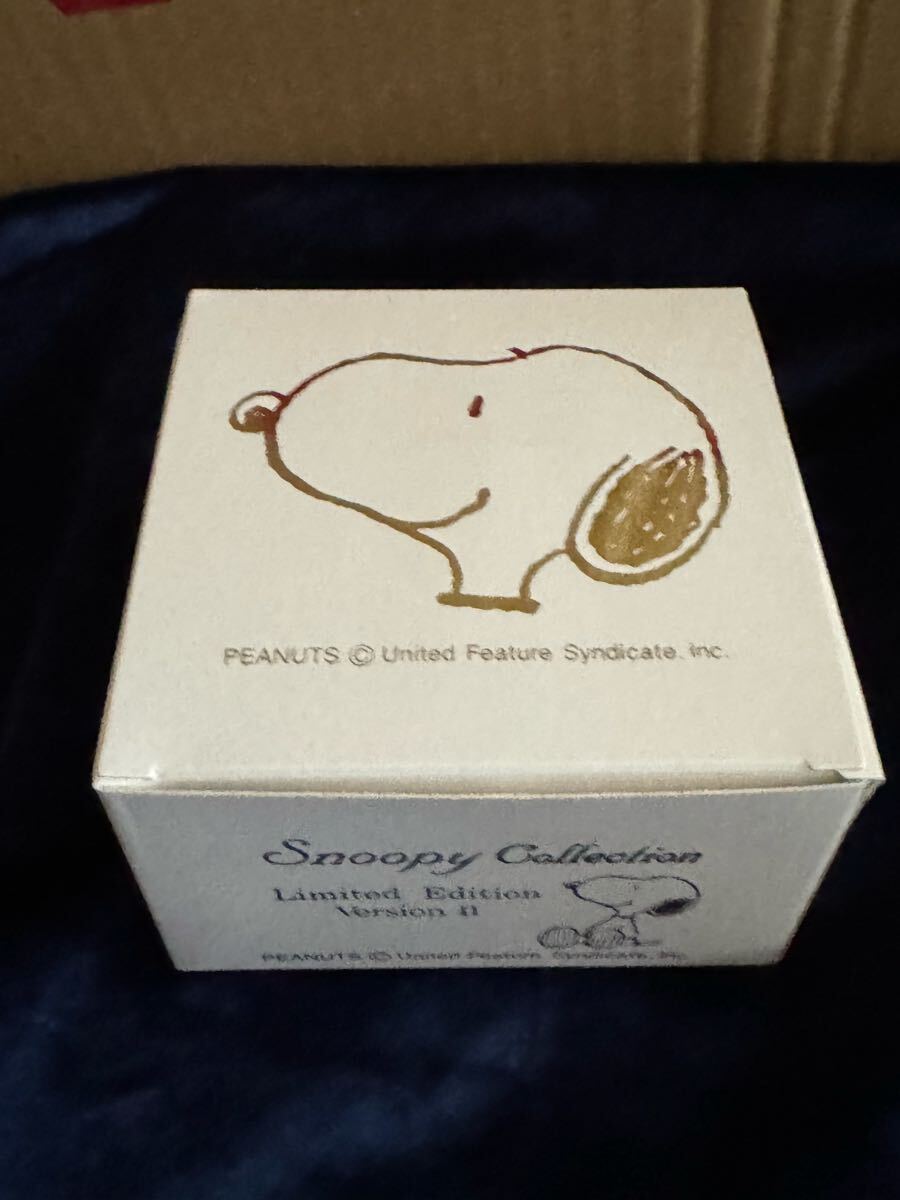 PEANUTS © United Feature Syndicate, Inc.
Snoopy Collection
Limited Edition
Version II
PEANUTS © United Feature Syndicate, Inc.